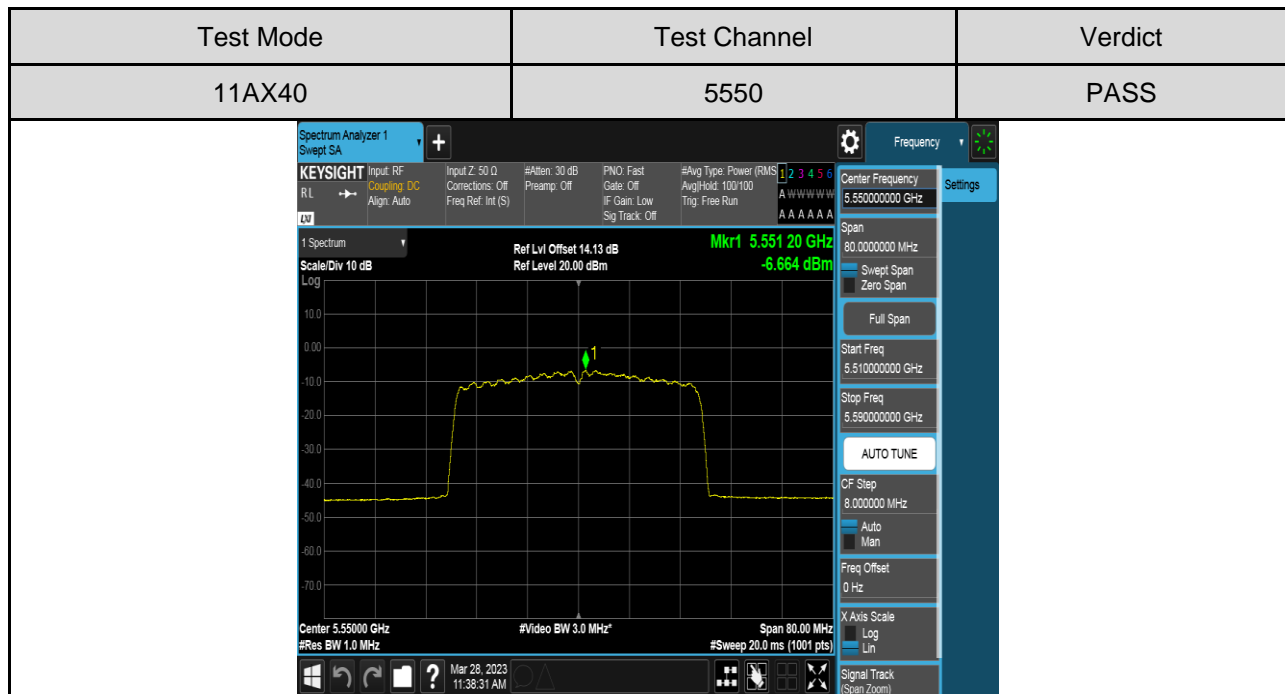 Test Mode Test Channel Verdict
11AX40 5550 PASS
Spectrum Analyzer 1
Swept SA
+
Frequency
KEYSIGHT Input: RF Input Z: 50 Ω #Atten: 30 dB PNO: Fast #Avg Type: Power (RMS 1 2 3 4 5 6
RL Coupling: DC Corrections: Off Preamp: Off Gate: Off Avg|Hold: 100/100 A W W W W W
Align: Auto Freq Ref: Int (S) IF Gain: Low Trig: Free Run
LXI Sig Track: Off A A A A A A
1 Spectrum
Ref Lvl Offset 14.13 dB
Mkr1 5.551 20 GHz
Scale/Div 10 dB Ref Level 20.00 dBm -6.664 dBm
Log
10.0
0.00
1
-10.0
-20.0
-30.0
-40.0
-50.0
-60.0
-70.0
Center 5.55000 GHz #Video BW 3.0 MHz* Span 80.00 MHz
#Res BW 1.0 MHz #Sweep 20.0 ms (1001 pts)
? Mar 28, 2023
11:38:31 AM
Center Frequency
5.550000000 GHz
Settings
Span
80.0000000 MHz
Swept Span
Zero Span
Full Span
Start Freq
5.510000000 GHz
Stop Freq
5.590000000 GHz
AUTO TUNE
CF Step
8.000000 MHz
Auto
Man
Freq Offset
0 Hz
X Axis Scale
Log
Lin
Signal Track
(Span Zoom)